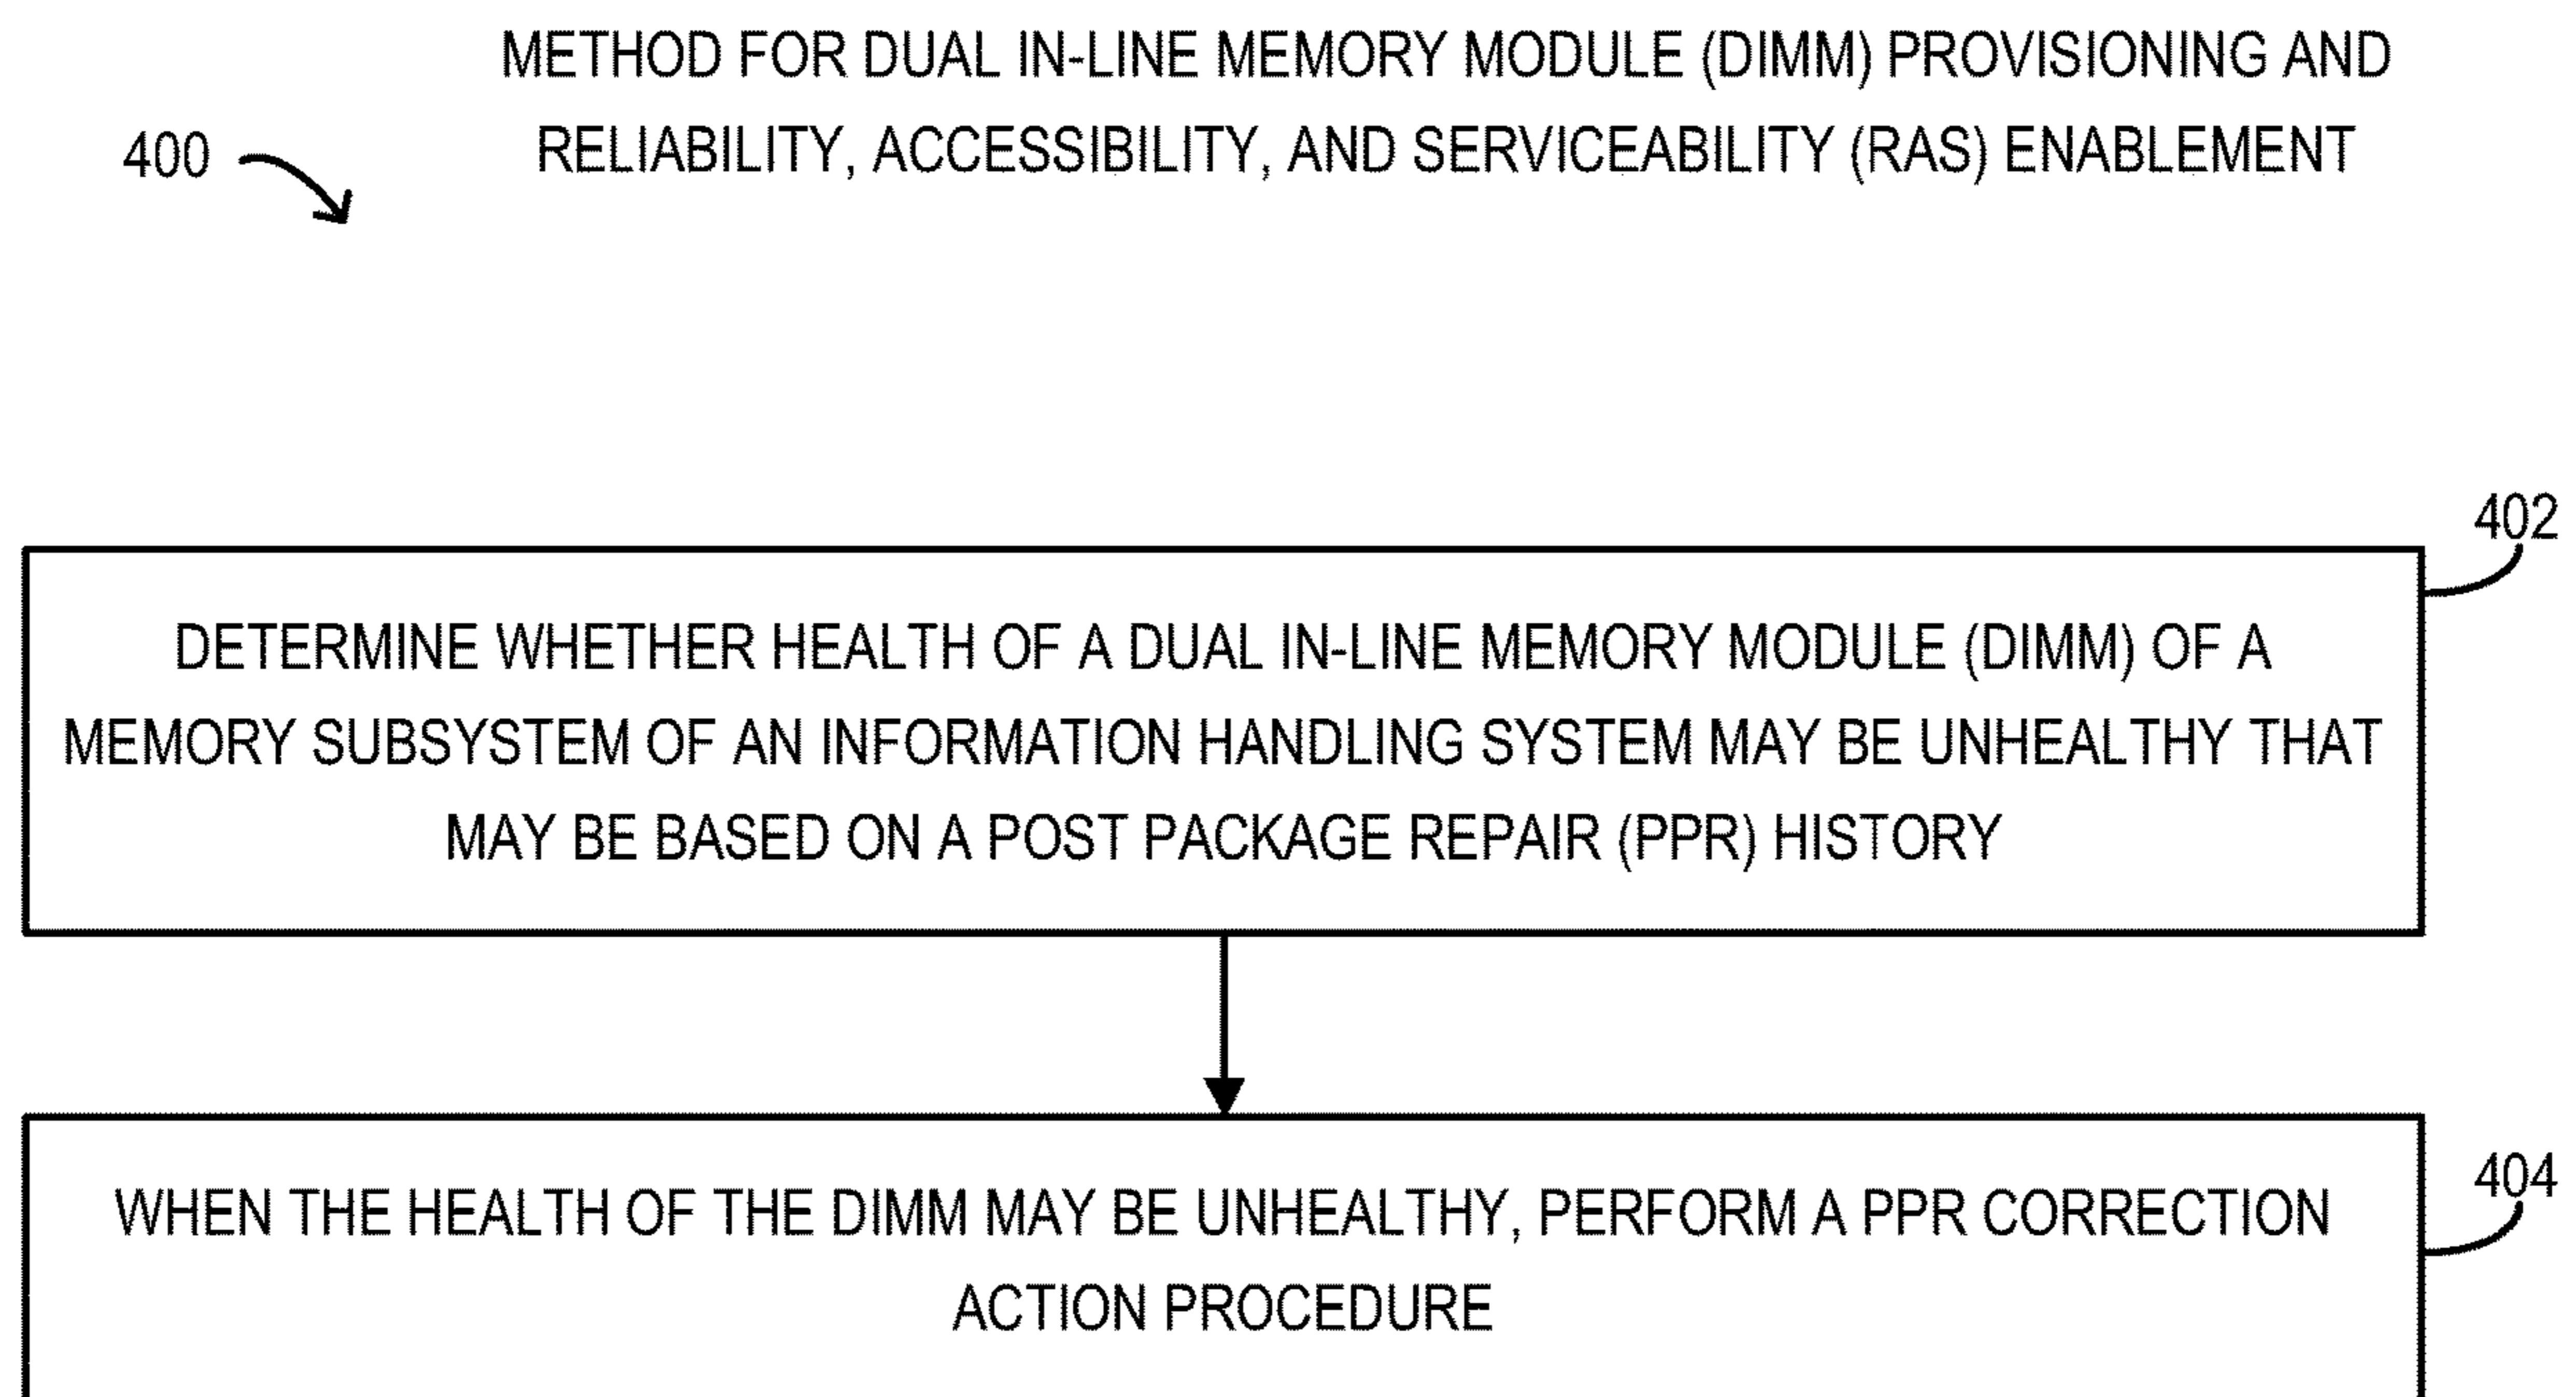 METHOD FOR DUAL IN-LINE MEMORY MODULE (DIMM) PROVISIONING AND
RELIABILITY, ACCESSIBILITY, AND SERVICEABILITY (RAS) ENABLEMENT
400
402
DETERMINE WHETHER HEALTH OF A DUAL IN-LINE MEMORY MODULE (DIMM) OF A
MEMORY SUBSYSTEM OF AN INFORMATION HANDLING SYSTEM MAY BE UNHEALTHY THAT
MAY BE BASED ON A POST PACKAGE REPAIR (PPR) HISTORY
404
WHEN THE HEALTH OF THE DIMM MAY BE UNHEALTHY, PERFORM A PPR CORRECTION
ACTION PROCEDURE